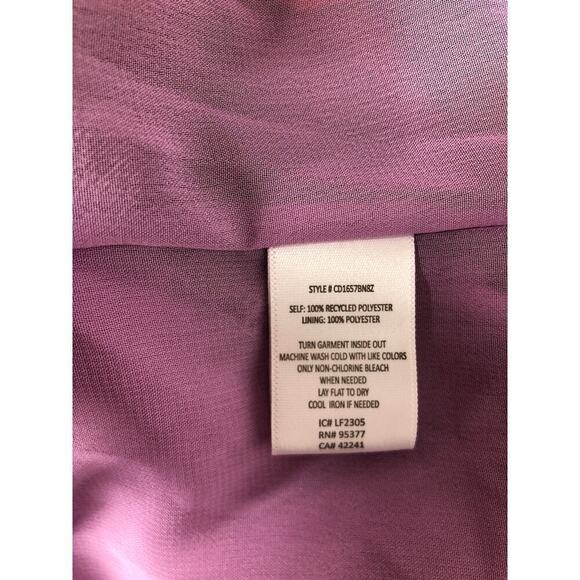 STYLE # CD1657BN8Z
SELF: 100% RECYCLED POLYESTER
LINING: 100% POLYESTER
TURN GARMENT INSIDE OUT
MACHINE WASH COLD WITH LIKE COLORS
ONLY NON-CHLORINE BLEACH
WHEN NEEDED
LAY FLAT TO DRY
COOL IRON IF NEEDED
IC# LF2305
RN# 95377
CA# 42241